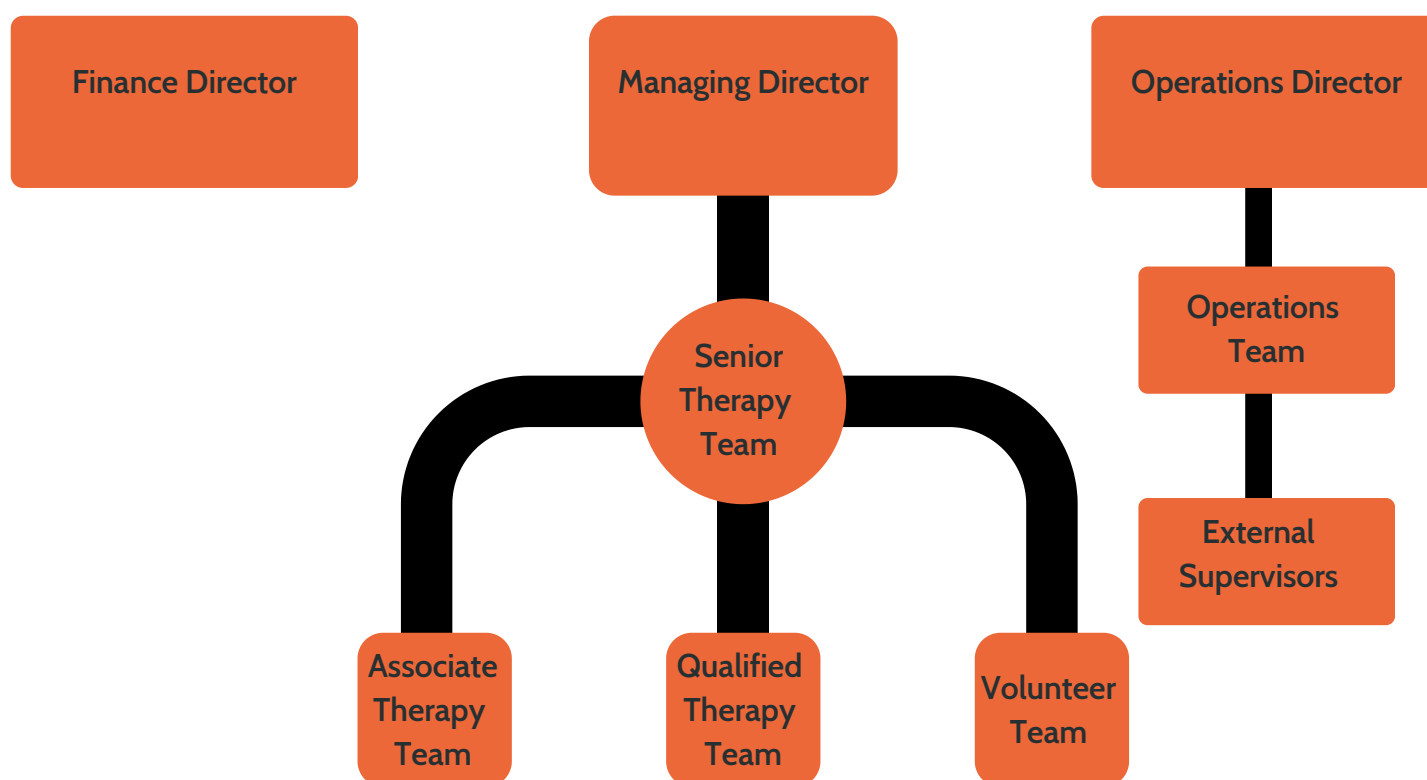 Finance Director
Managing Director
Operations Director
Operations
Team
Senior
Therapy
Team
External
Supervisors
Associate
Therapy
Team
Qualified
Therapy
Team
Volunteer
Team